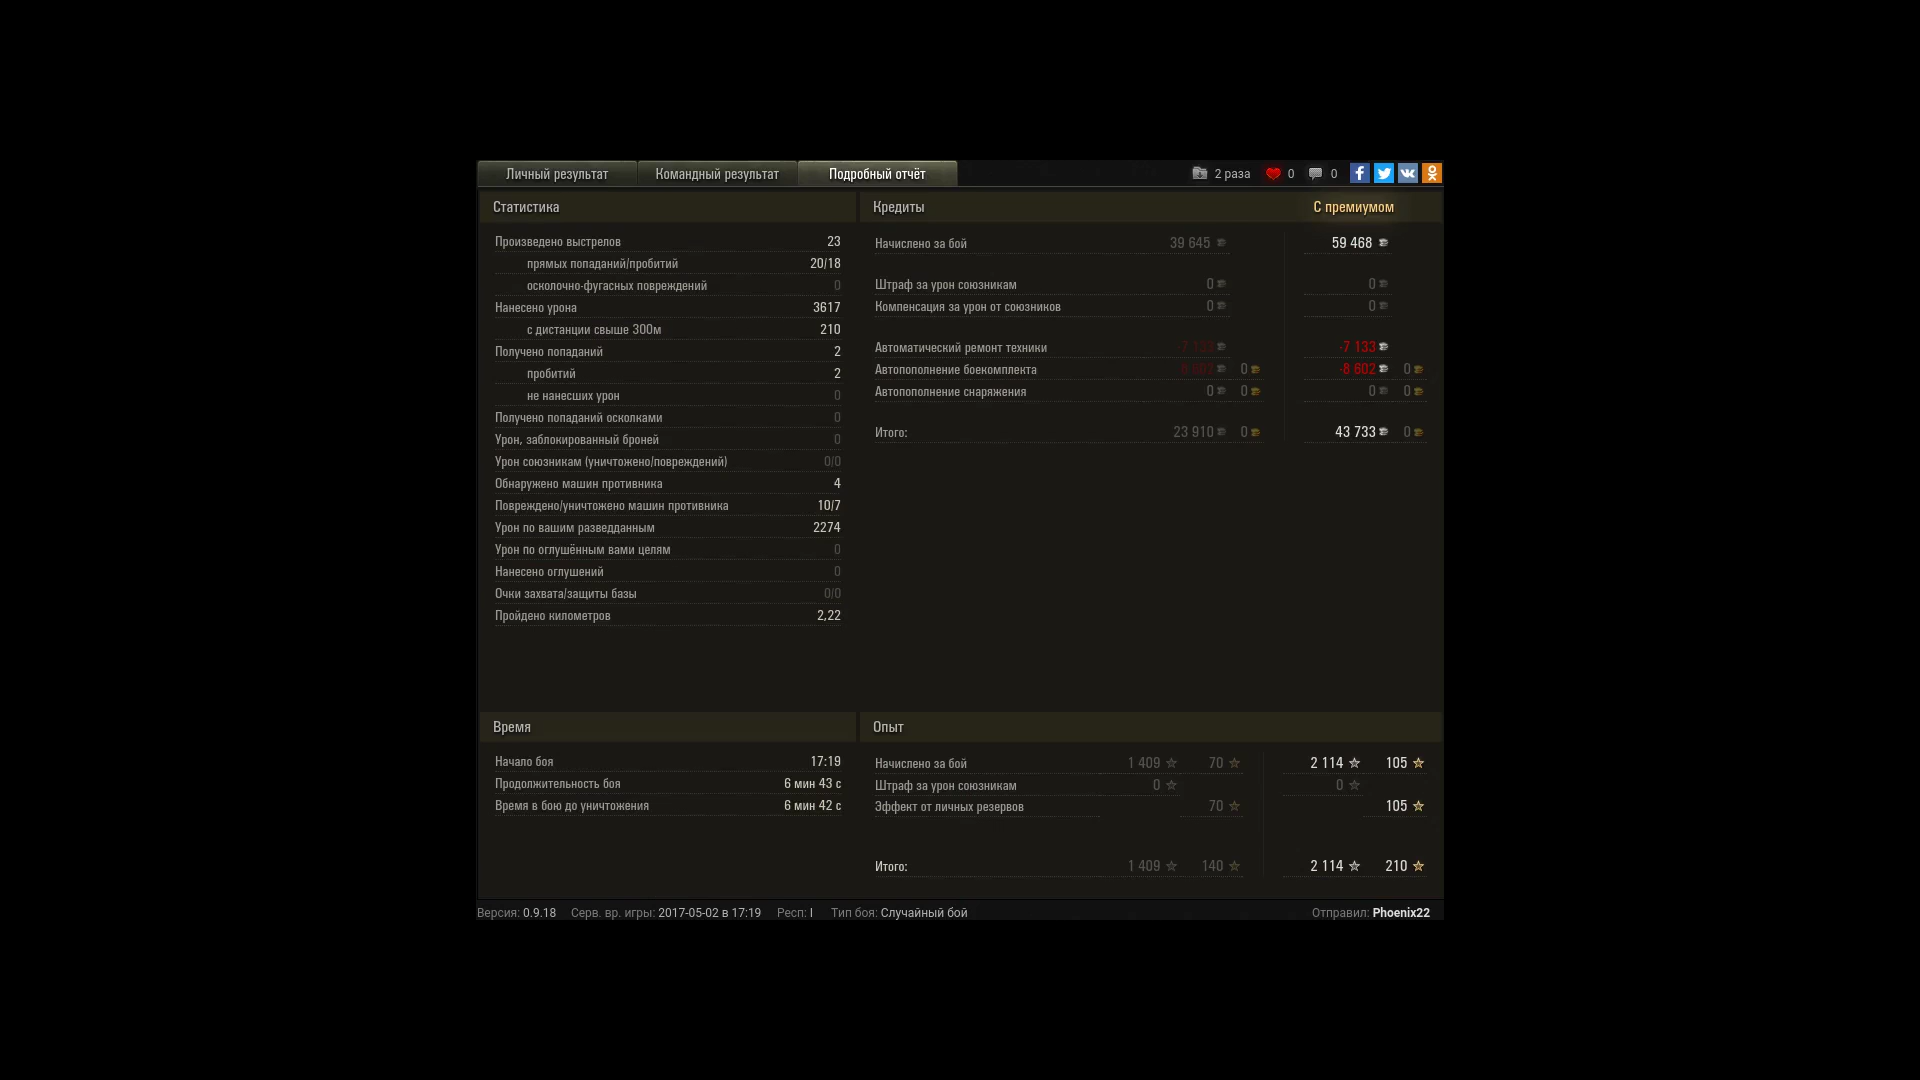 Личный результат Командный результат Подробный отчёт 2 раза 0 0
Статистика
Произведено выстрелов 23
прямых попаданий/пробитий 20/18
осколочно-фугасных повреждений 0
Нанесено урона 3617
с дистанции свыше 300м 210
Получено попаданий 2
пробитий 2
не нанесших урон 0
Получено попаданий осколками 0
Урон, заблокированный броней 0
Урон союзникам (уничтожено/повреждений) 0/0
Обнаружено машин противника 4
Повреждено/уничтожено машин противника 10/7
Урон по вашим разведданным 2274
Урон по оглушённым вами целям 0
Нанесено оглушений 0
Очки захвата/защиты базы 0/0
Пройдено километров 2,22
Кредиты С премиумом
Начислено за бой 39 645 59 468
Штраф за урон союзникам 0 0
Компенсация за урон от союзников 0 0
Автоматический ремонт техники -7 133 -7 133
Автопополнение боекомплекта -8 602 0 -8 602 0
Автопополнение снаряжения 0 0 0 0
Итого: 23 910 0 43 733 0
Время
Начало боя 17:19
Продолжительность боя 6 мин 43 с
Время в бою до уничтожения 6 мин 42 с
Опыт
Начислено за бой 1 409 70 2 114 105
Штраф за урон союзникам 0 0
Эффект от личных резервов 70 105
Итого: 1 409 140 2 114 210
Версия: 0.9.18 Серв. вр. игры: 2017-05-02 в 17:19 Респ: I Тип боя: Случайный бой Отправил: Phoenix22